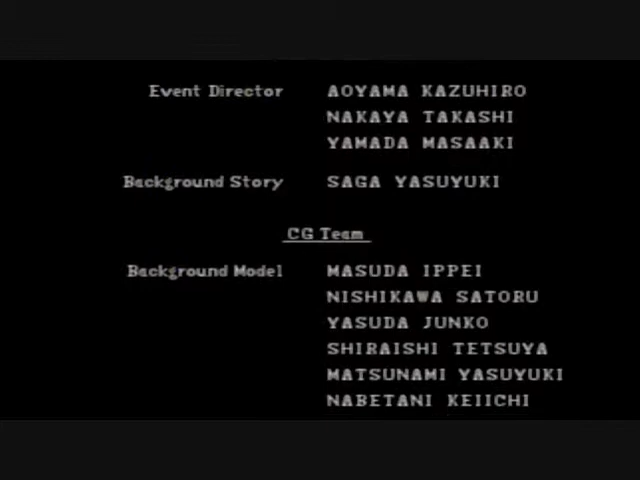 Event Director AOYAMA KAZUHIRO
NAKAYA TAKASHI
YAMADA MASAAKI
Background Story SAGA YASUYUKI
CG Team
Background Model MASUDA IPPEI
NISHIKAWA SATORU
YASUDA JUNKO
SHIRAISHI TETSUYA
MATSUNAMI YASUYUKI
NABETANI KEIICHI